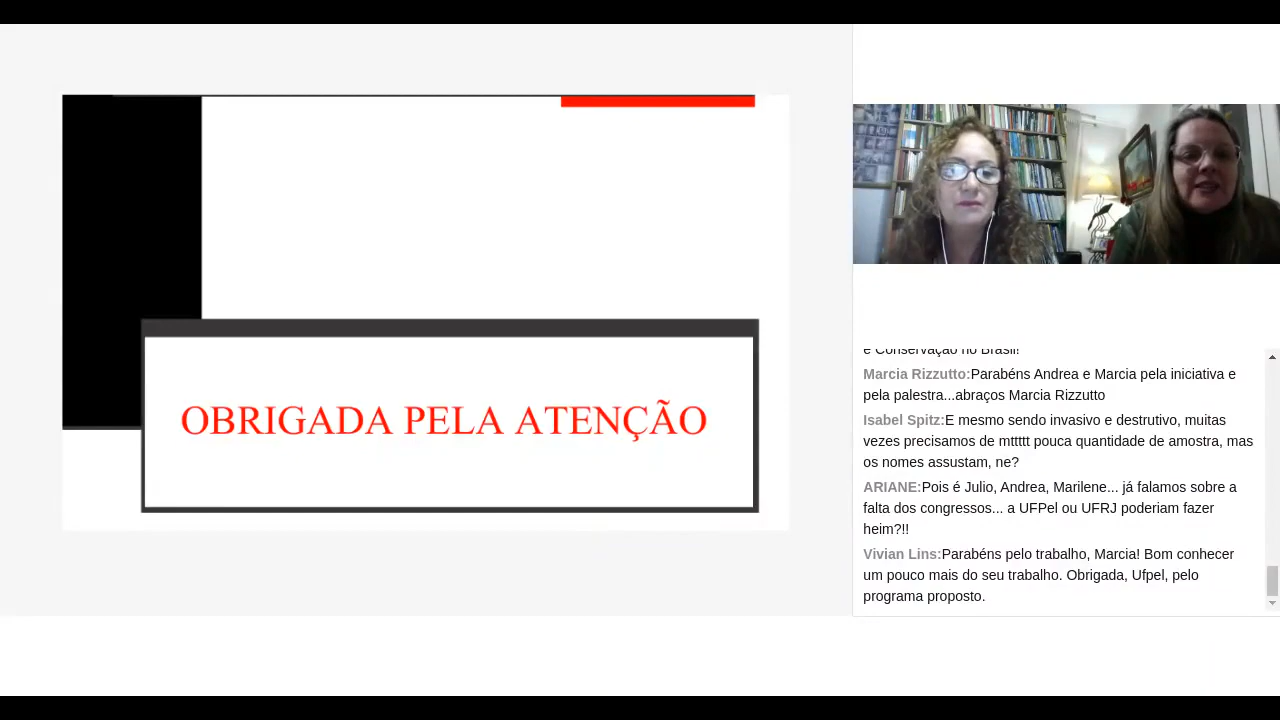 OBRIGADA PELA ATENÇÃO
e Conservação no Brasil!
Marcia Rizzutto:Parabéns Andrea e Marcia pela iniciativa e
pela palestra...abraços Marcia Rizzutto
Isabel Spitz:E mesmo sendo invasivo e destrutivo, muitas
vezes precisamos de mttttt pouca quantidade de amostra, mas
os nomes assustam, ne?
ARIANE:Pois é Julio, Andrea, Marilene... já falamos sobre a
falta dos congressos... a UFPel ou UFRJ poderiam fazer
heim?!!
Vivian Lins:Parabéns pelo trabalho, Marcia! Bom conhecer
um pouco mais do seu trabalho. Obrigada, Ufpel, pelo
programa proposto.